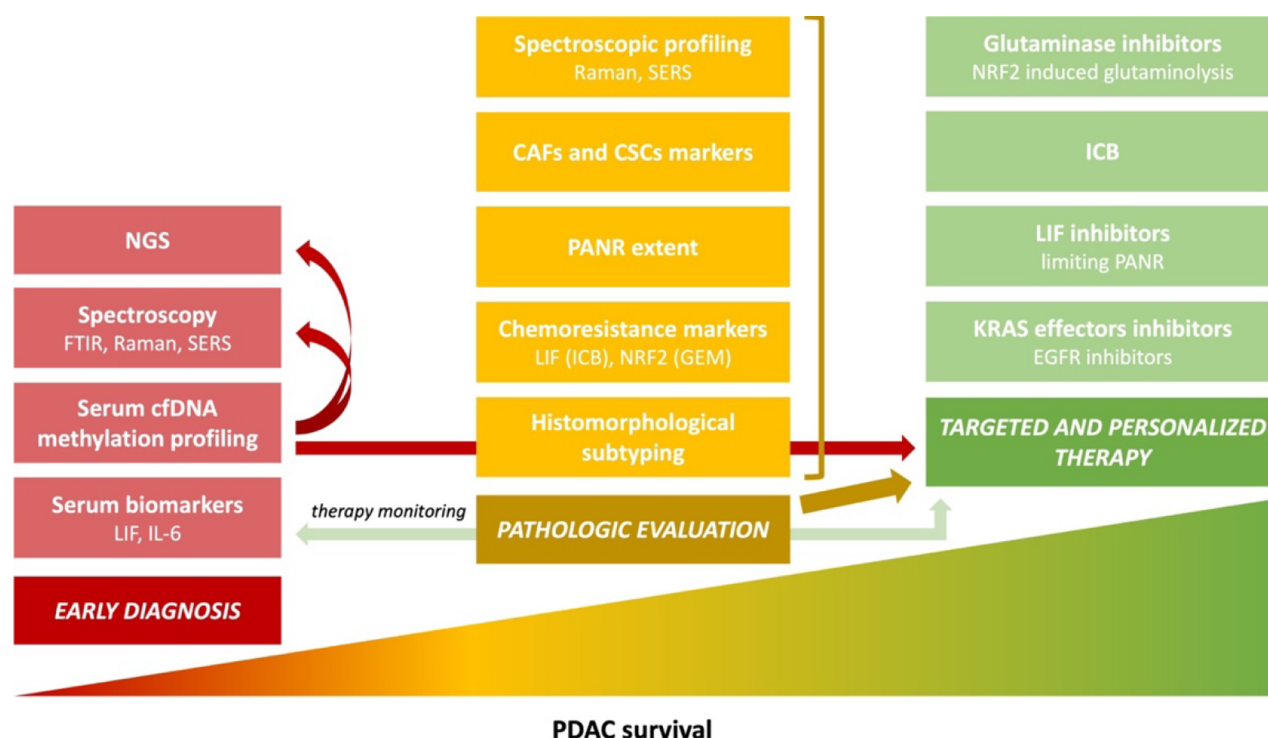 NGS
Spectroscopy
FTIR, Raman, SERS
Serum cfDNA
methylation profiling
Serum biomarkers
LIF, IL-6
EARLY DIAGNOSIS
therapy monitoring
Spectroscopic profiling
Raman, SERS
CAFs and CSCs markers
PANR extent
Chemoresistance markers
LIF (ICB), NRF2 (GEM)
Histomorphological
subtyping
PATHOLOGIC EVALUATION
Glutaminase inhibitors
NRF2 induced glutaminolysis
ICB
LIF inhibitors
limiting PANR
KRAS effectors inhibitors
EGFR inhibitors
TARGETED AND PERSONALIZED
THERAPY
PDAC survival